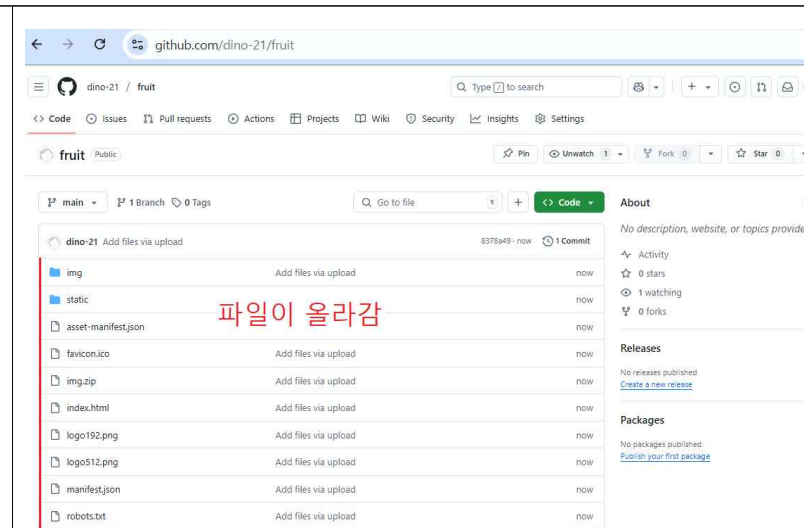 github.com/dino-21/fruit
dino-21 / fruit
Type / to search
<> Code Issues Pull requests Actions Projects Wiki Security Insights Settings
fruit Public
Pin Unwatch 1 Fork 0 Star 0
main 1 Branch 0 Tags
Go to file t
<> Code
About
dino-21 Add files via upload 8378a49 · now 1 Commit
No description, website, or topics provide
img Add files via upload now
Activity
static now
0 stars
파일이 올라감
1 watching
asset-manifest.json now
0 forks
favicon.ico Add files via upload now
Releases
img.zip Add files via upload now
No releases published
Create a new release
index.html Add files via upload now
Packages
logo192.png Add files via upload now
No packages published
logo512.png Add files via upload now
Publish your first package
manifest.json Add files via upload now
robots.txt Add files via upload now